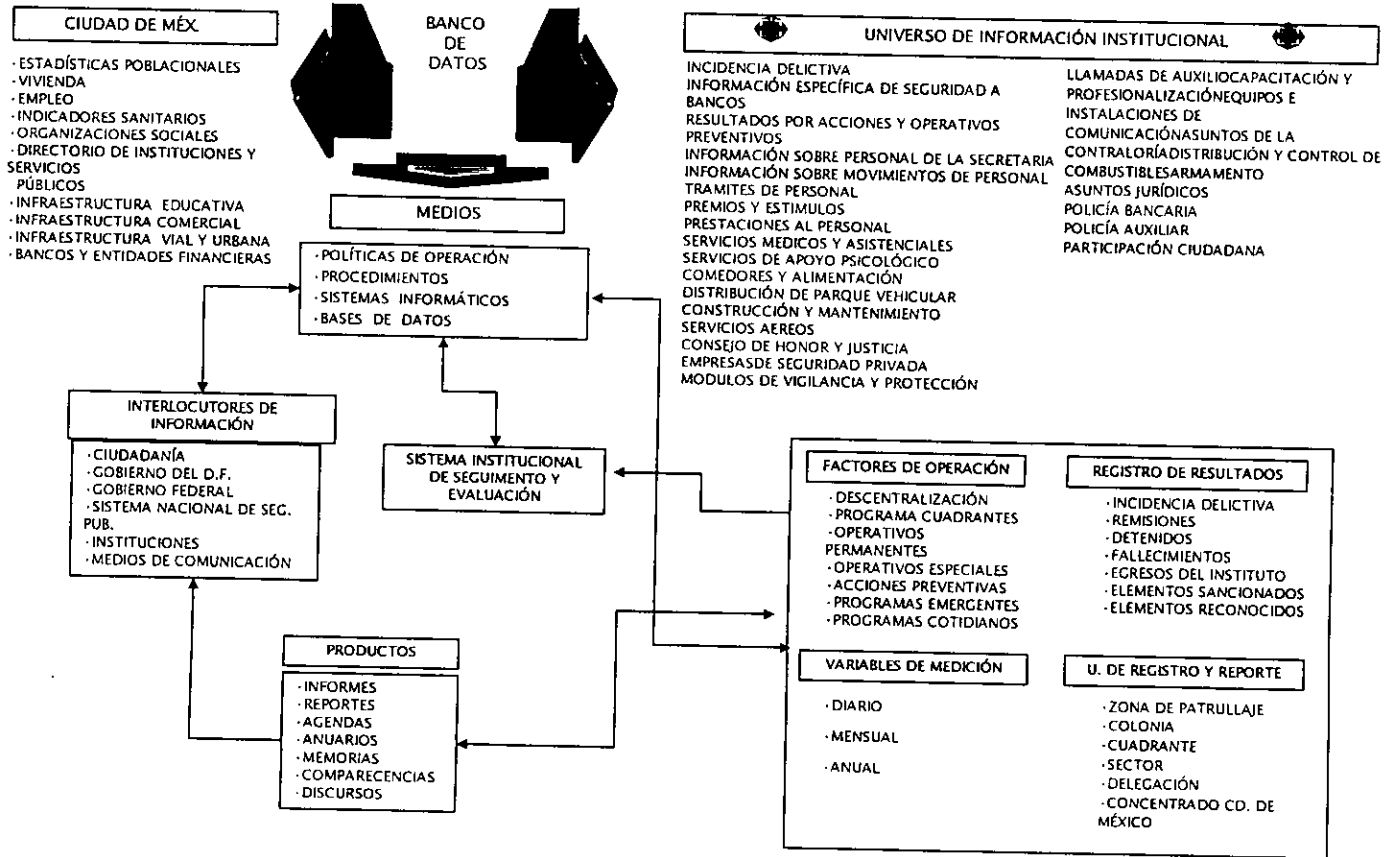 CIUDAD DE MÉX.
· ESTADÍSTICAS POBLACIONALES
· VIVIENDA
· EMPLEO
· INDICADORES SANITARIOS
· ORGANIZACIONES SOCIALES
· DIRECTORIO DE INSTITUCIONES Y
SERVICIOS
PÚBLICOS
· INFRAESTRUCTURA EDUCATIVA
· INFRAESTRUCTURA COMERCIAL
· INFRAESTRUCTURA VIAL Y URBANA
· BANCOS Y ENTIDADES FINANCIERAS
BANCO
DE
DATOS
MEDIOS
· POLÍTICAS DE OPERACIÓN
· PROCEDIMIENTOS
· SISTEMAS INFORMÁTICOS
· BASES DE DATOS
UNIVERSO DE INFORMACIÓN INSTITUCIONAL
INCIDENCIA DELICTIVA
INFORMACIÓN ESPECÍFICA DE SEGURIDAD A
BANCOS
RESULTADOS POR ACCIONES Y OPERATIVOS
PREVENTIVOS
INFORMACIÓN SOBRE PERSONAL DE LA SECRETARIA
INFORMACIÓN SOBRE MOVIMIENTOS DE PERSONAL
TRAMITES DE PERSONAL
PREMIOS Y ESTIMULOS
PRESTACIONES AL PERSONAL
SERVICIOS MEDICOS Y ASISTENCIALES
SERVICIOS DE APOYO PSICOLÓGICO
COMEDORES Y ALIMENTACIÓN
DISTRIBUCIÓN DE PARQUE VEHICULAR
CONSTRUCCIÓN Y MANTENIMIENTO
SERVICIOS AEREOS
CONSEJO DE HONOR Y JUSTICIA
EMPRESASDE SEGURIDAD PRIVADA
MODULOS DE VIGILANCIA Y PROTECCIÓN
LLAMADAS DE AUXILIOCAPACITACIÓN Y
PROFESIONALIZACIÓNEQUIPOS E
INSTALACIONES DE
COMUNICACIÓNASUNTOS DE LA
CONTRALORÍADISTRIBUCIÓN Y CONTROL DE
COMBUSTIBLESARMAMENTO
ASUNTOS JURÍDICOS
POLICÍA BANCARIA
POLICÍA AUXILIAR
PARTICIPACIÓN CIUDADANA
INTERLOCUTORES DE
INFORMACIÓN
· CIUDADANÍA
· GOBIERNO DEL D.F.
· GOBIERNO FEDERAL
· SISTEMA NACIONAL DE SEG.
PUB.
· INSTITUCIONES
· MEDIOS DE COMUNICACIÓN
SISTEMA INSTITUCIONAL
DE SEGUIMENTO Y
EVALUACIÓN
PRODUCTOS
· INFORMES
· REPORTES
· AGENDAS
· ANUARIOS
· MEMORIAS
· COMPARECENCIAS
· DISCURSOS
FACTORES DE OPERACIÓN
· DESCENTRALIZACIÓN
· PROGRAMA CUADRANTES
· OPERATIVOS
PERMANENTES
· OPERATIVOS ESPECIALES
· ACCIONES PREVENTIVAS
· PROGRAMAS EMERGENTES
· PROGRAMAS COTIDIANOS
REGISTRO DE RESULTADOS
· INCIDENCIA DELICTIVA
· REMISIONES
· DETENIDOS
· FALLECIMIENTOS
· EGRESOS DEL INSTITUTO
· ELEMENTOS SANCIONADOS
· ELEMENTOS RECONOCIDOS
VARIABLES DE MEDICIÓN
· DIARIO
· MENSUAL
· ANUAL
U. DE REGISTRO Y REPORTE
· ZONA DE PATRULLAJE
· COLONIA
· CUADRANTE
· SECTOR
· DELEGACIÓN
· CONCENTRADO CD. DE
MÉXICO